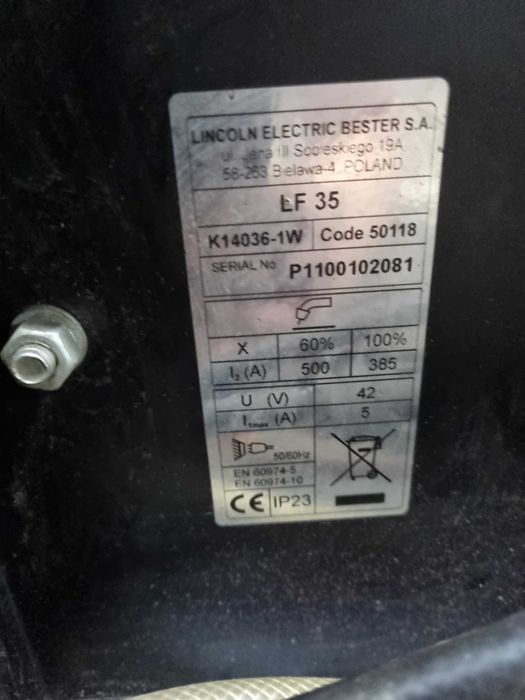 LINCOLN ELECTRIC BESTER S.A.
ul. Jana III Sobieskiego 19A
58-263 Bielawa-4, POLAND
LF 35
K14036-1W Code 50118
SERIAL No P1100102081
X 60% 100%
I₂ (A) 500 385
U (V) 42
I₁max (A) 5
50/60Hz
EN 60974-5
EN 60974-10
CE IP23